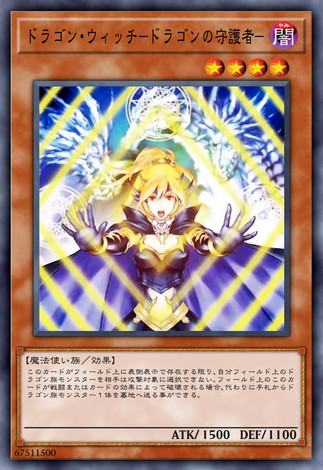 ドラゴン・ウィッチ－ドラゴンの守護者－
闇
やみ
【魔法使い族／効果】
このカードがフィールド上に表側表示で存在する限り、自分フィールド上のド
ラゴン族モンスターを相手は攻撃対象に選択できない。フィールド上のこのカー
ドが戦闘またはカードの効果によって破壊される場合、代わりに手札からド
ラゴン族モンスター１体を墓地へ送る事ができる。
ATK/1500 DEF/1100
67511500